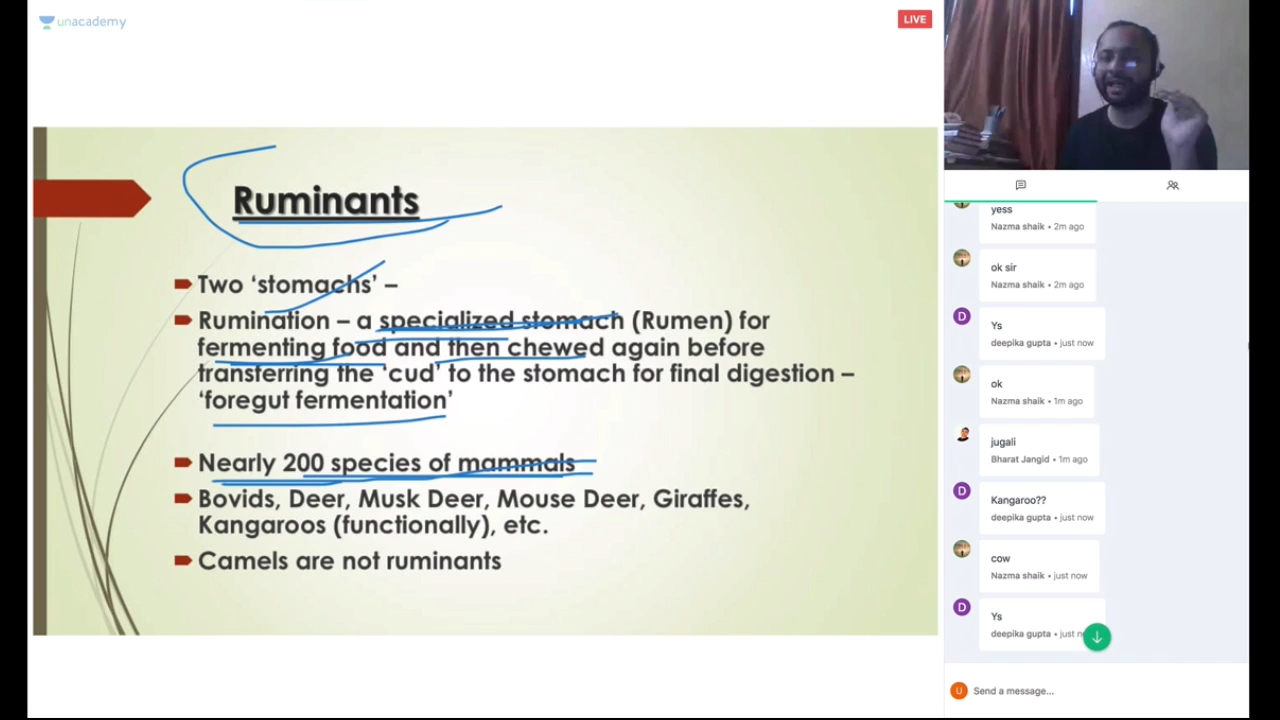 unacademy
LIVE
Ruminants
Two ‘stomachs’ –
Rumination – a specialized stomach (Rumen) for
fermenting food and then chewed again before
transferring the ‘cud’ to the stomach for final digestion –
‘foregut fermentation’
Nearly 200 species of mammals
Bovids, Deer, Musk Deer, Mouse Deer, Giraffes,
Kangaroos (functionally), etc.
Camels are not ruminants
yess
Nazma shaik • 2m ago
ok sir
Nazma shaik • 2m ago
D
Ys
deepika gupta • just now
ok
Nazma shaik • 1m ago
jugali
Bharat Jangid • 1m ago
D
Kangaroo??
deepika gupta • just now
cow
Nazma shaik • just now
D
Ys
deepika gupta • just n
U
Send a message...